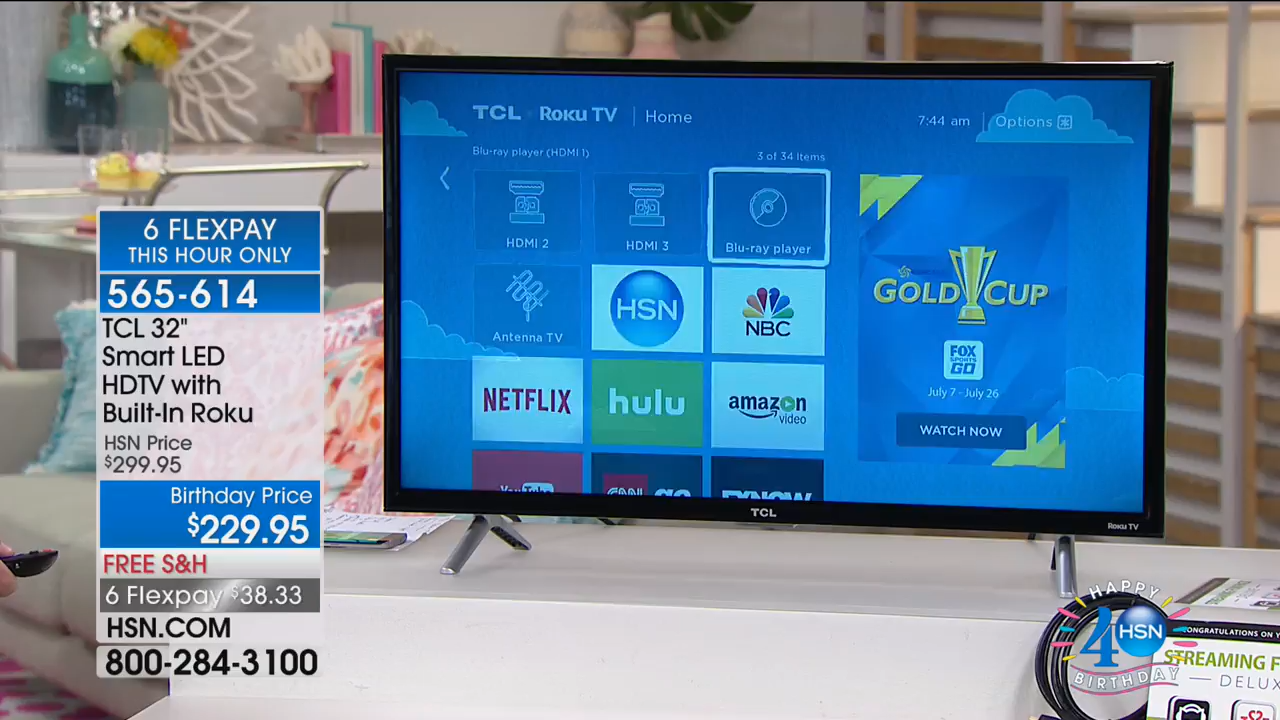 6 FLEXPAY
THIS HOUR ONLY
565-614
TCL 32"
Smart LED
HDTV with
Built-In Roku
HSN Price
$299.95
Birthday Price
$229.95
FREE S&H
6 Flexpay $38.33
HSN.COM
800-284-3100
TCL Roku TV | Home
7:44 am
Options
Blu-ray player (HDMI 1)
3 of 34 Items
HDMI 2
HDMI 3
Blu-ray player
Antenna TV
HSN
NBC
NETFLIX
hulu
amazon
video
YouTube
CNN go
FXNOW
GOLD CUP
FOX
SPORTS
GO
July 7 - July 26
WATCH NOW
TCL
Roku TV
HAPPY
40
HSN
BIRTHDAY
CONGRATULATIONS ON
STREAMING
DELUX